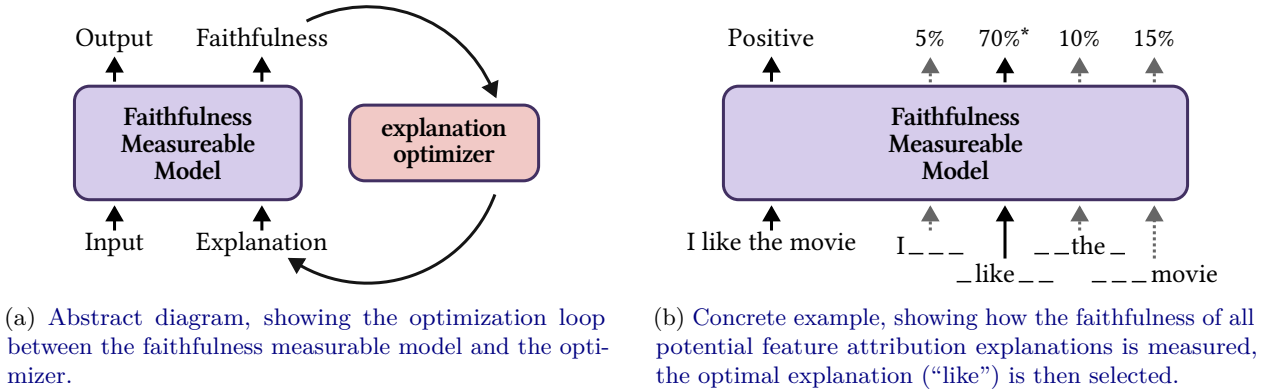 Output Faithfulness
Faithfulness
Measureable
Model
explanation
optimizer
Input Explanation
(a) Abstract diagram, showing the optimization loop
between the faithfulness measurable model and the opti-
mizer.
Positive 5% 70%* 10% 15%
Faithfulness
Measureable
Model
I like the movie I _ _ _ _ _ the _
_ like _ _ _ _ _ movie
(b) Concrete example, showing how the faithfulness of all
potential feature attribution explanations is measured,
the optimal explanation (“like”) is then selected.